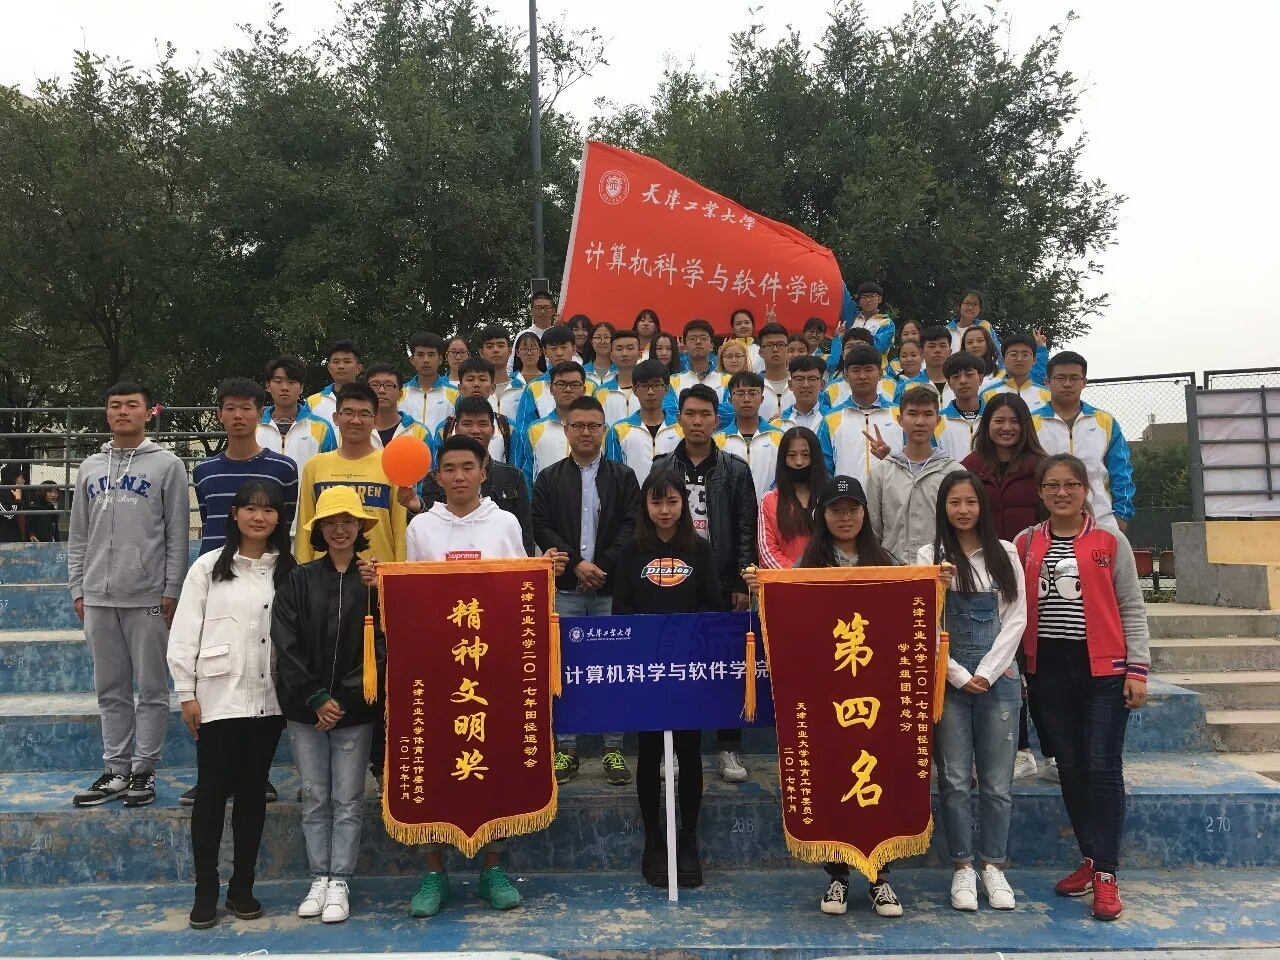 天津工业大学
计算机科学与软件学院
天津工业大学二〇一七年田径运动会
精神文明奖
天津工业大学体育工作委员会
二〇一七年十月
天津工业大学
计算机科学与软件学院
天津工业大学二〇一七年田径运动会
学生组团体总分
第四名
天津工业大学体育工作委员会
二〇一七年十月
Supreme
Dickies
266
270